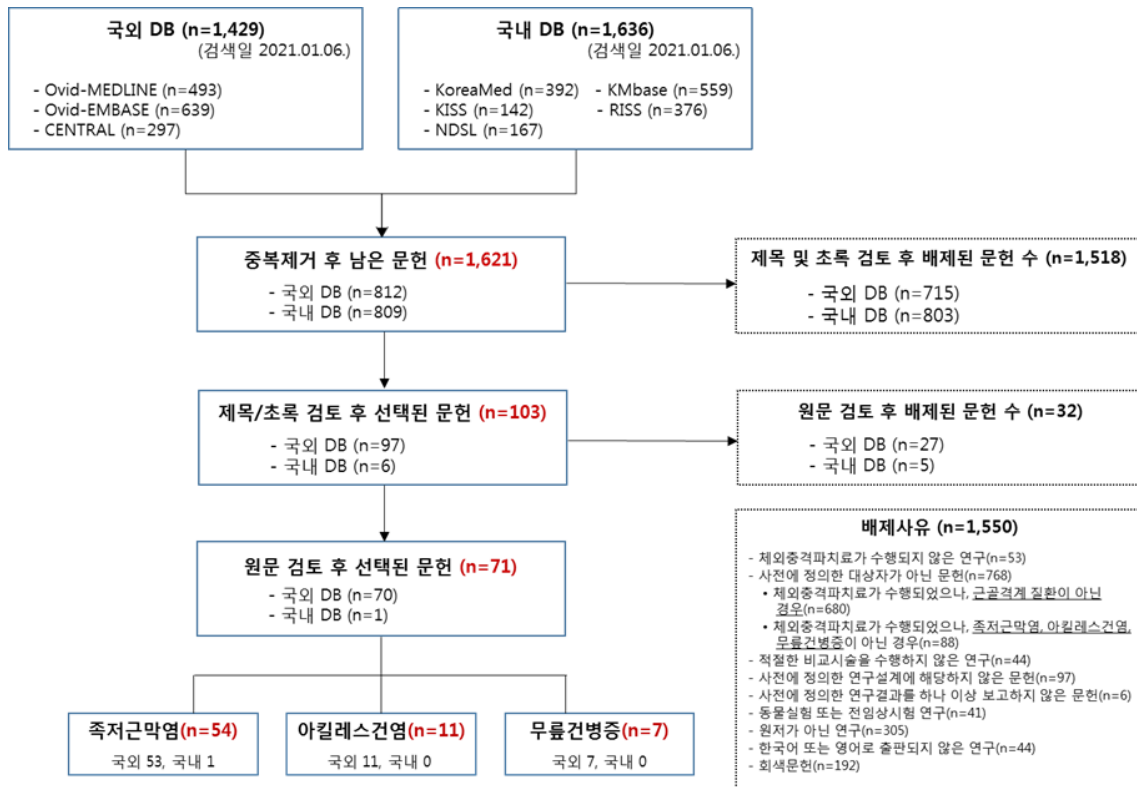 국외 DB (n=1,429)
(검색일 2021.01.06.)
- Ovid-MEDLINE (n=493)
- Ovid-EMBASE (n=639)
- CENTRAL (n=297)
국내 DB (n=1,636)
(검색일 2021.01.06.)
- KoreaMed (n=392) - KMbase (n=559)
- KISS (n=142) - RISS (n=376)
- NDSL (n=167)
중복제거 후 남은 문헌 (n=1,621)
- 국외 DB (n=812)
- 국내 DB (n=809)
제목 및 초록 검토 후 배제된 문헌 수 (n=1,518)
- 국외 DB (n=715)
- 국내 DB (n=803)
제목/초록 검토 후 선택된 문헌 (n=103)
- 국외 DB (n=97)
- 국내 DB (n=6)
원문 검토 후 배제된 문헌 수 (n=32)
- 국외 DB (n=27)
- 국내 DB (n=5)
원문 검토 후 선택된 문헌 (n=71)
- 국외 DB (n=70)
- 국내 DB (n=1)
배제사유 (n=1,550)
- 체외충격파치료가 수행되지 않은 연구(n=53)
- 사전에 정의한 대상자가 아닌 문헌(n=768)
• 체외충격파치료가 수행되었으나, 근골격계 질환이 아닌
경우(n=680)
• 체외충격파치료가 수행되었으나, 족저근막염, 아킬레스건염,
무릎건병증이 아닌 경우(n=88)
- 적절한 비교시술을 수행하지 않은 연구(n=44)
- 사전에 정의한 연구설계에 해당하지 않은 문헌(n=97)
- 사전에 정의한 연구결과를 하나 이상 보고하지 않은 문헌(n=6)
- 동물실험 또는 전임상시험 연구(n=41)
- 원저가 아닌 연구(n=305)
- 한국어 또는 영어로 출판되지 않은 연구(n=44)
- 회색문헌(n=192)
족저근막염(n=54)
국외 53, 국내 1
아킬레스건염(n=11)
국외 11, 국내 0
무릎건병증(n=7)
국외 7, 국내 0